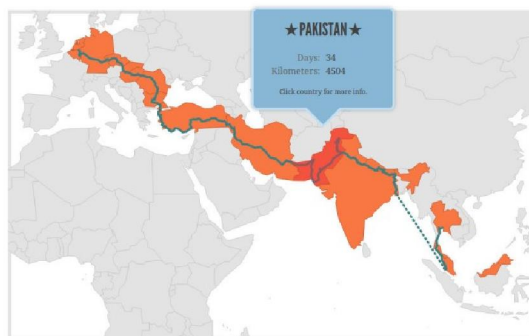 ★PAKISTAN★
Days: 34
Kilometers: 4504
Click country for more info.